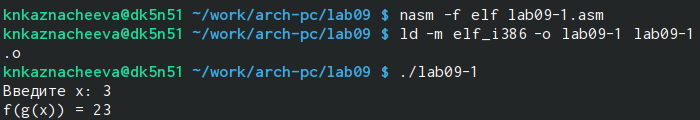 knkaznacheeva@dk5n51 ~/work/arch-pc/lab09 $ nasm -f elf lab09-1.asm
knkaznacheeva@dk5n51 ~/work/arch-pc/lab09 $ ld -m elf_i386 -o lab09-1 lab09-1
.o
knkaznacheeva@dk5n51 ~/work/arch-pc/lab09 $ ./lab09-1
Введите x: 3
f(g(x)) = 23